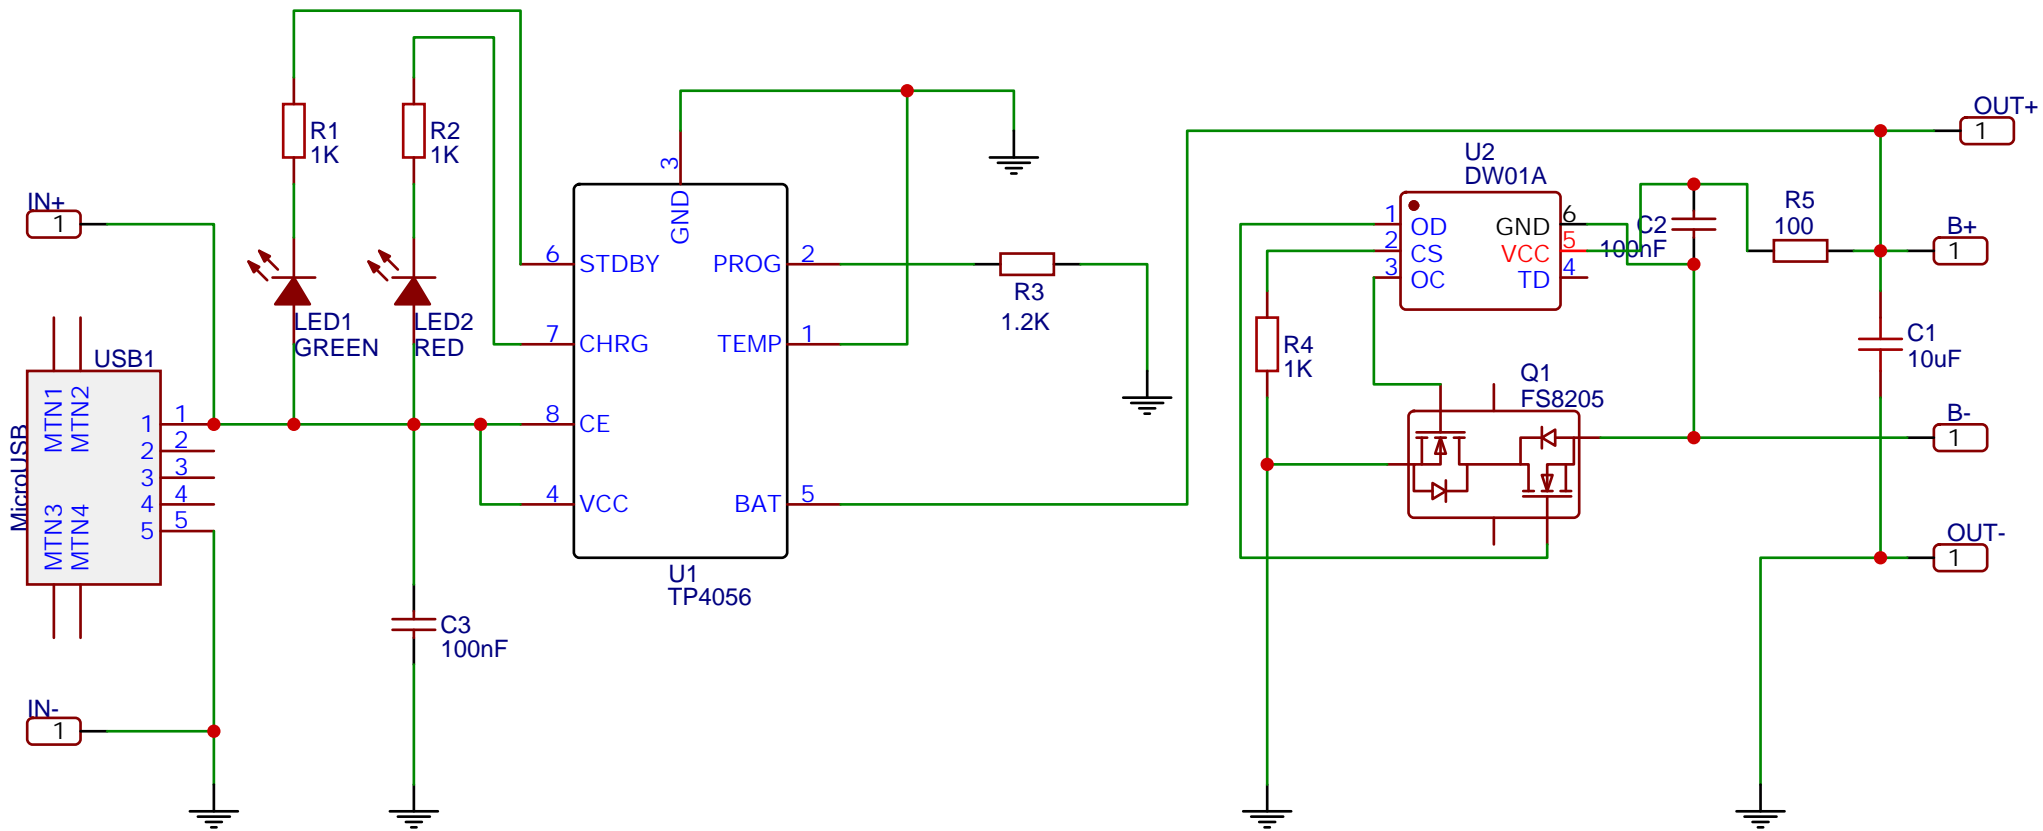 IN+
1
R1
1K
R2
1K
LED1
GREEN
LED2
RED
USB1
MicroUSB
MTN1
MTN2
MTN3
MTN4
1 1
2 2
3 3
4 4
5 5
IN-
1
C3
100nF
3
GND
6 STDBY
7 CHRG
8 CE
4 VCC
PROG 2
TEMP 1
BAT 5
U1
TP4056
R3
1.2K
U2
DW01A
1 OD
2 CS
3 OC
GND 6
VCC 5
TD 4
C2
100nF
R5
100
R4
1K
Q1
FS8205
OUT+
1
B+
1
C1
10uF
B-
1
OUT-
1